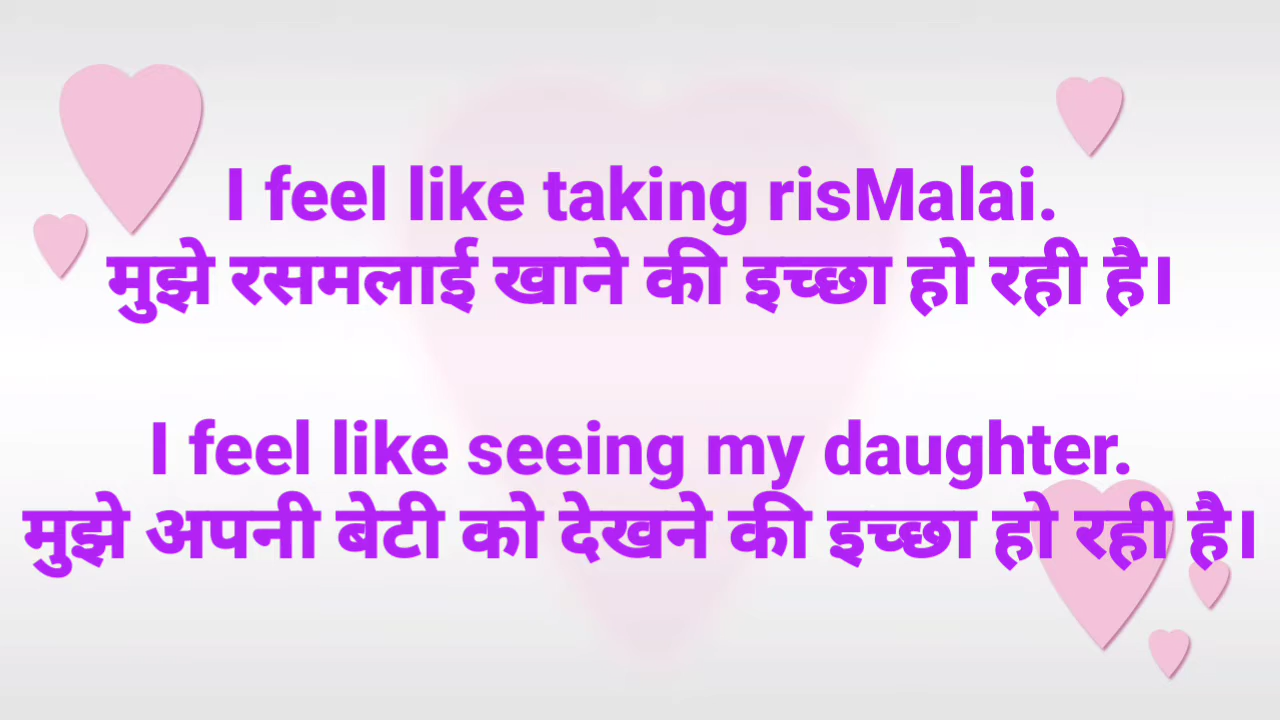 I feel like taking risMalai.
मुझे रसमलाई खाने की इच्छा हो रही है।
I feel like seeing my daughter.
मुझे अपनी बेटी को देखने की इच्छा हो रही है।